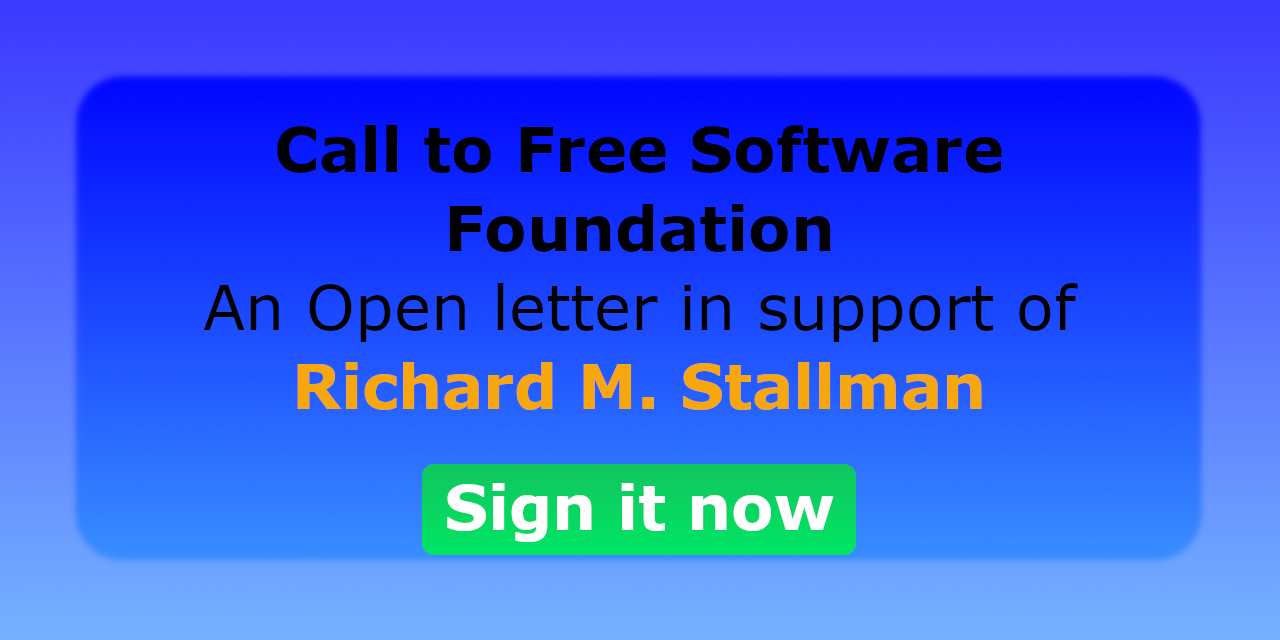 Call to Free Software
Foundation
An Open letter in support of
Richard M. Stallman
Sign it now